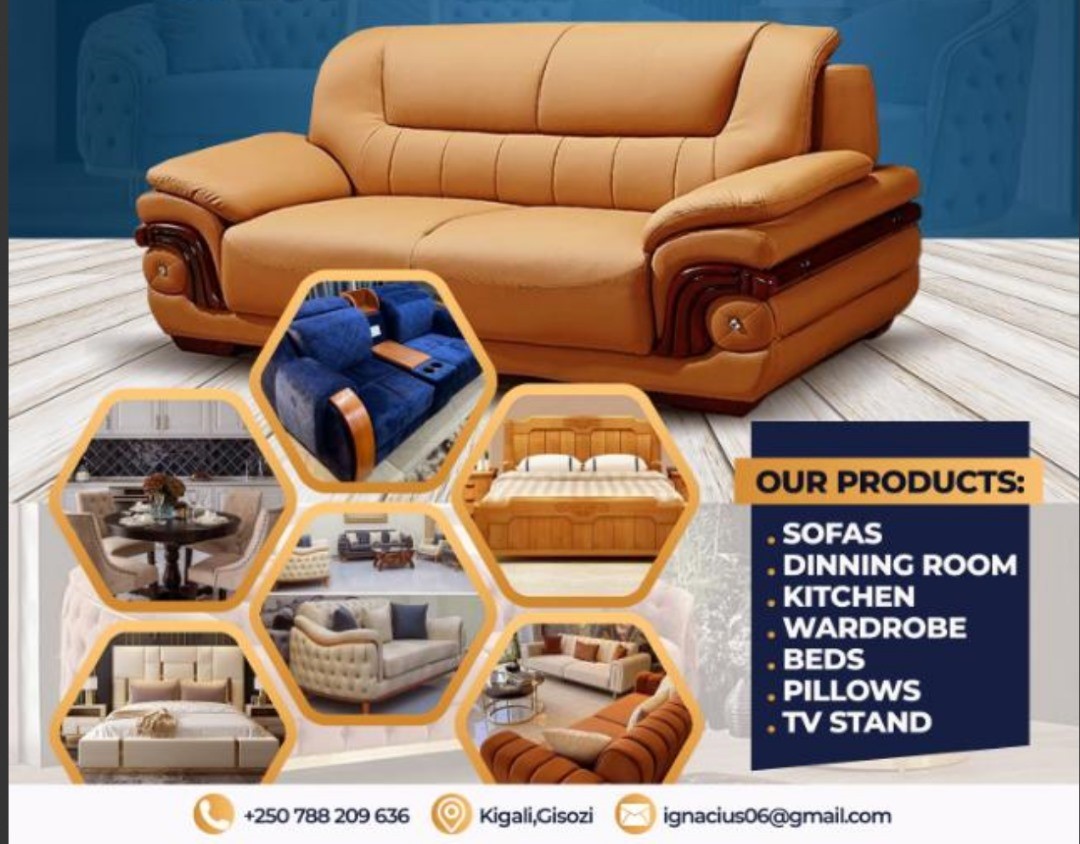 OUR PRODUCTS:
. SOFAS
. DINNING ROOM
. KITCHEN
. WARDROBE
. BEDS
. PILLOWS
. TV STAND
+250 788 209 636 Kigali,Gisozi ignacius06@gmail.com